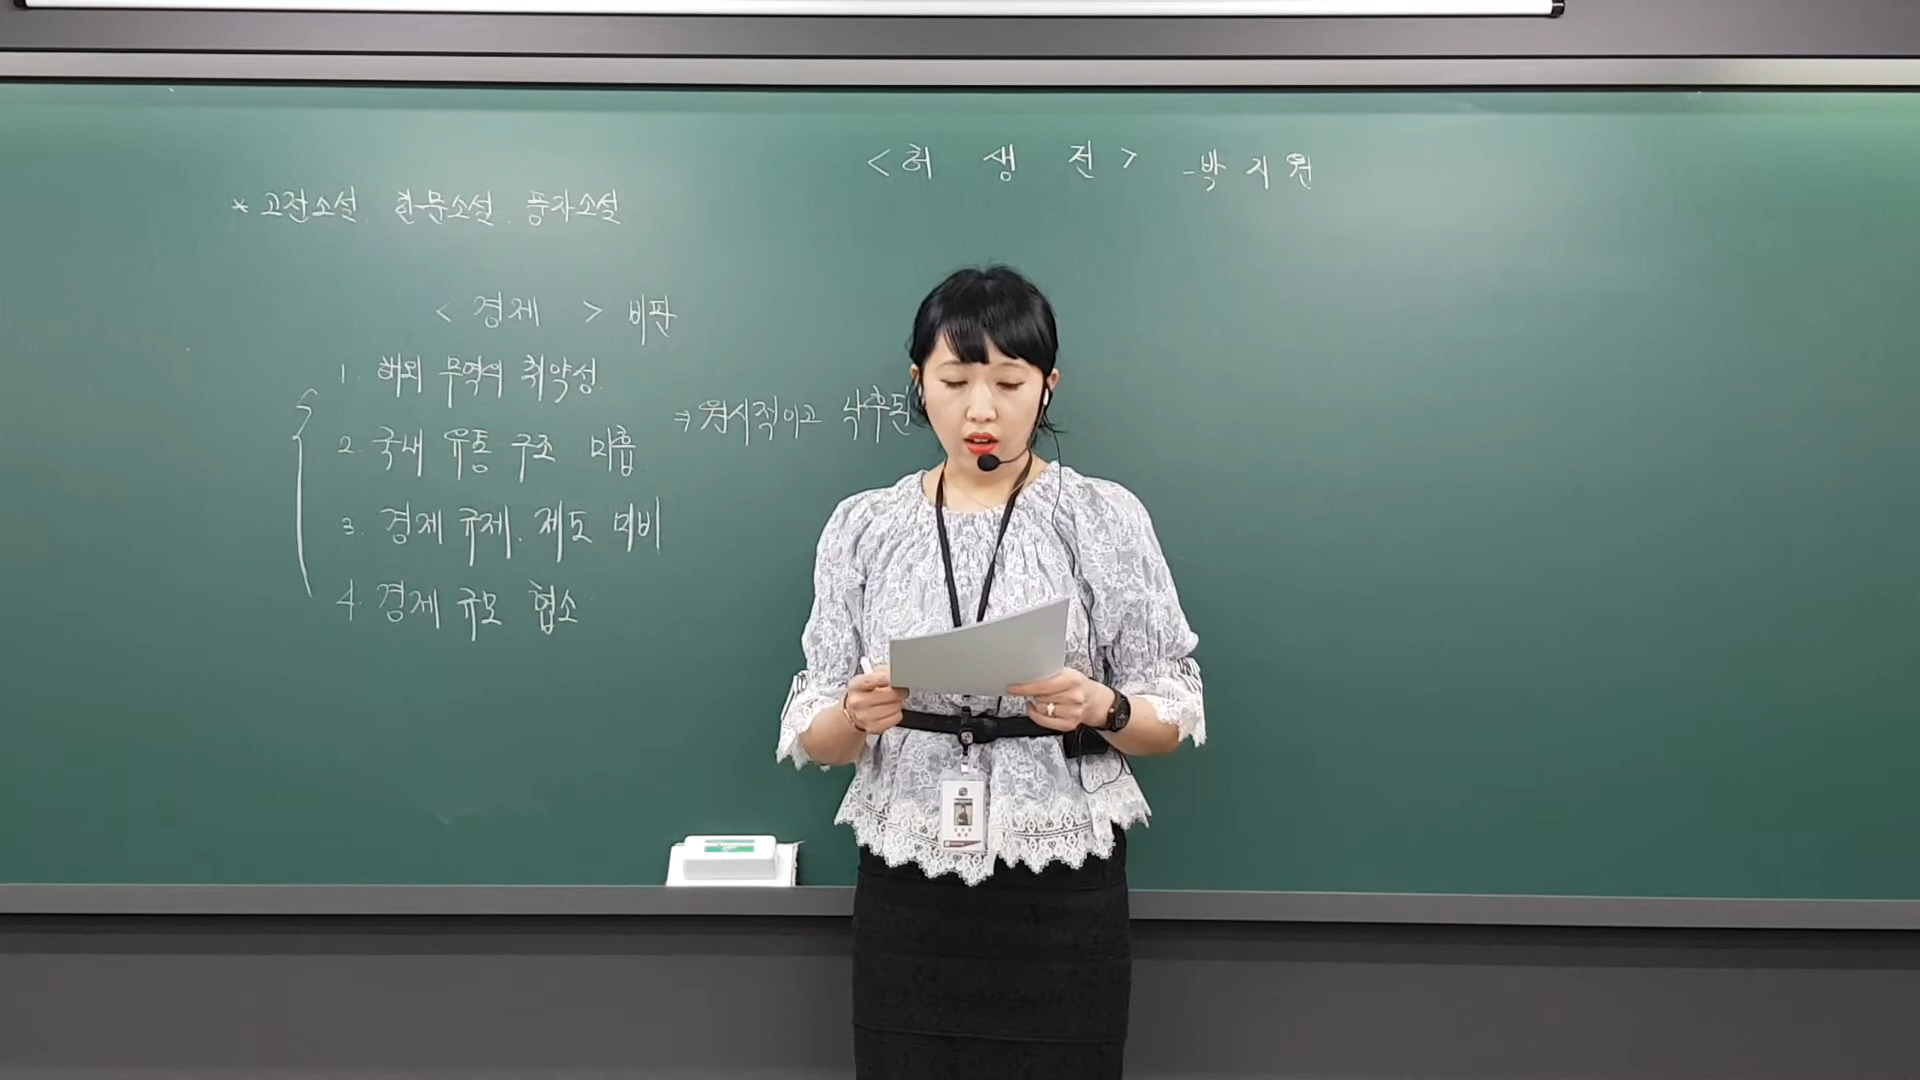 <허 생 전> -박 지 원
* 고전소설. 한문소설. 풍자소설
< 경제 > 비판
1. 해외 무역의 취약성.
2. 국내 유통 구조 미흡
⇒ 원시적이고 낙후된
3. 경제 규제. 제도 미비
4. 경제 규모 협소